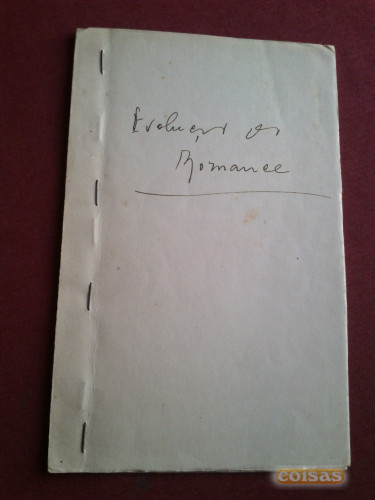 Evolução do
Romance
coisas